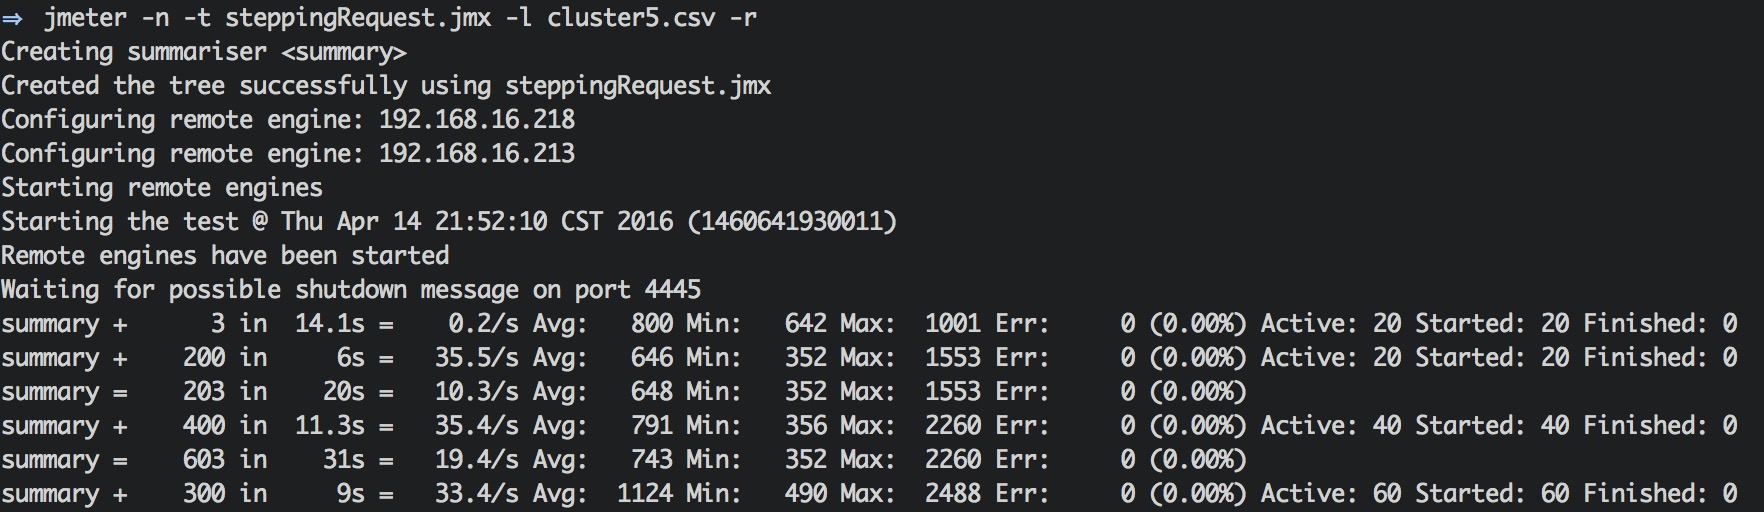 ⇒ jmeter -n -t steppingRequest.jmx -l cluster5.csv -r
Creating summariser <summary>
Created the tree successfully using steppingRequest.jmx
Configuring remote engine: 192.168.16.218
Configuring remote engine: 192.168.16.213
Starting remote engines
Starting the test @ Thu Apr 14 21:52:10 CST 2016 (1460641930011)
Remote engines have been started
Waiting for possible shutdown message on port 4445
summary +      3 in  14.1s =    0.2/s Avg:   800 Min:   642 Max:  1001 Err:     0 (0.00%) Active: 20 Started: 20 Finished: 0
summary +    200 in     6s =   35.5/s Avg:   646 Min:   352 Max:  1553 Err:     0 (0.00%) Active: 20 Started: 20 Finished: 0
summary =    203 in    20s =   10.3/s Avg:   648 Min:   352 Max:  1553 Err:     0 (0.00%)
summary +    400 in  11.3s =   35.4/s Avg:   791 Min:   356 Max:  2260 Err:     0 (0.00%) Active: 40 Started: 40 Finished: 0
summary =    603 in    31s =   19.4/s Avg:   743 Min:   352 Max:  2260 Err:     0 (0.00%)
summary +    300 in     9s =   33.4/s Avg:  1124 Min:   490 Max:  2488 Err:     0 (0.00%) Active: 60 Started: 60 Finished: 0